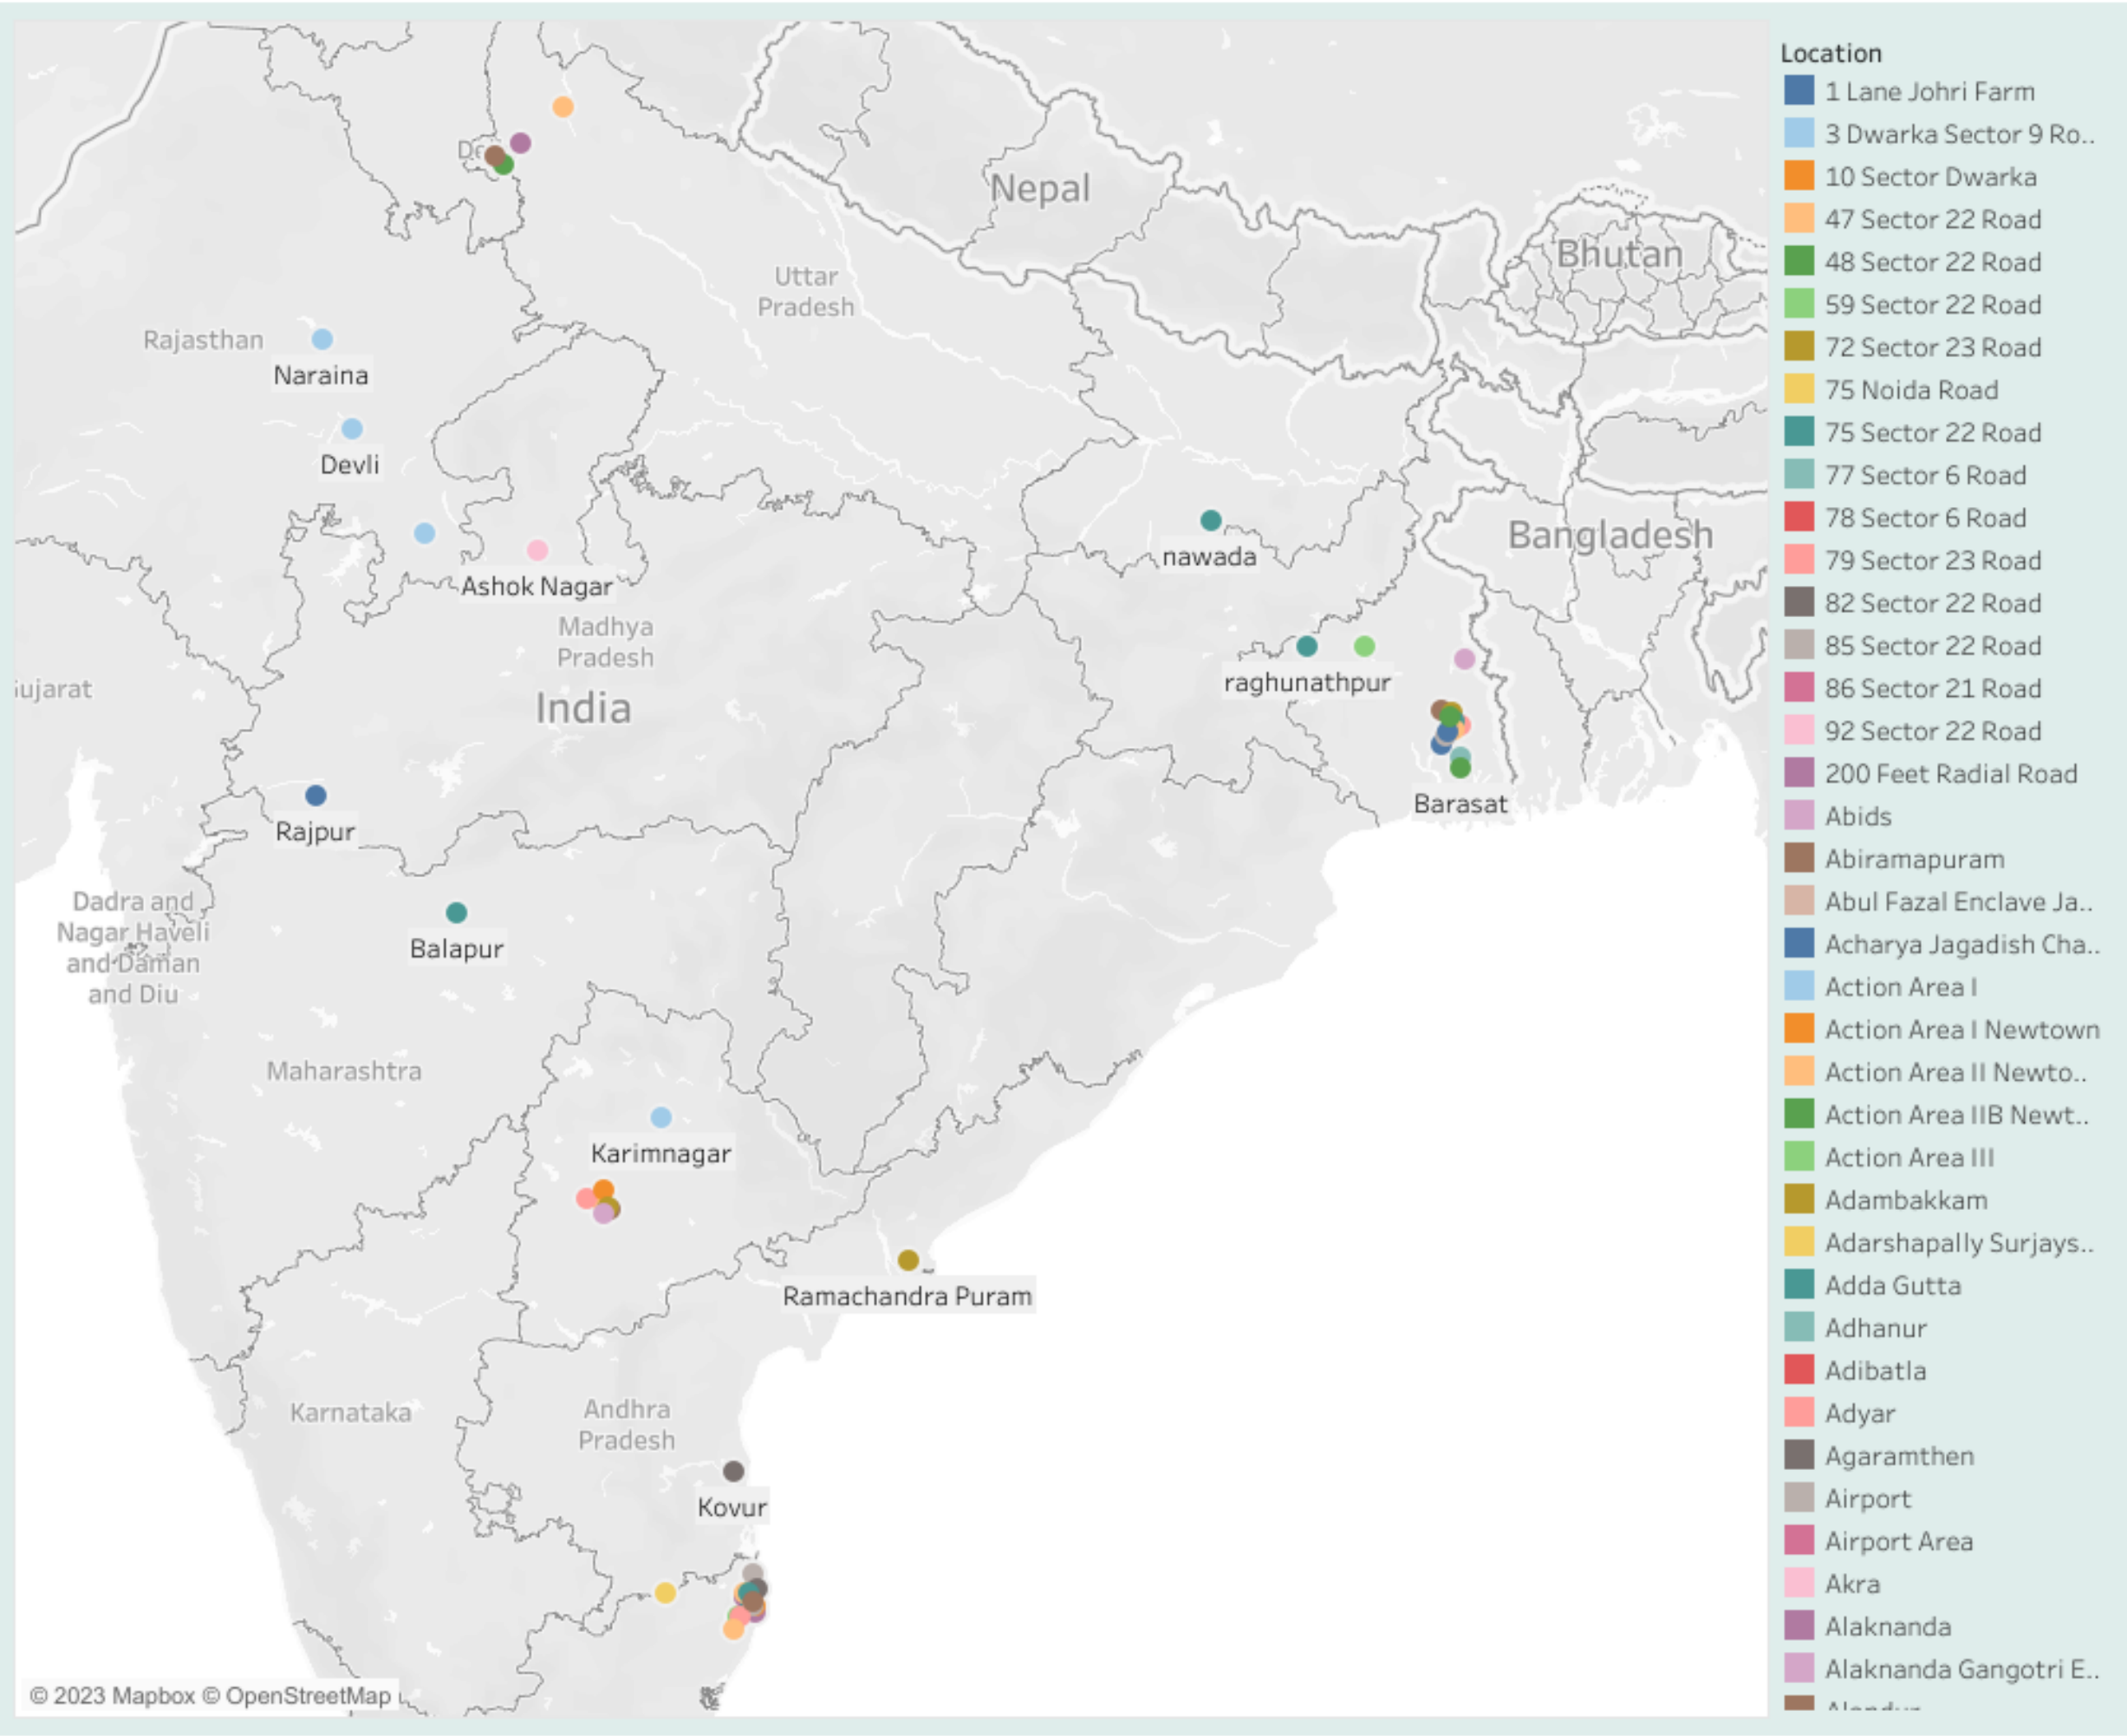 Nepal
Bhutan
Uttar
Pradesh
Rajasthan
Naraina
Devli
Bangladesh
nawada
Ashok Nagar
Madhya
Pradesh
raghunathpur
India
Barasat
Rajpur
Dadra and
Nagar Haveli
and Daman
and Diu
Balapur
Maharashtra
Karimnagar
Ramachandra Puram
Karnataka
Andhra
Pradesh
Kovur
© 2023 Mapbox © OpenStreetMap
Location
1 Lane Johri Farm
3 Dwarka Sector 9 Ro..
10 Sector Dwarka
47 Sector 22 Road
48 Sector 22 Road
59 Sector 22 Road
72 Sector 23 Road
75 Noida Road
75 Sector 22 Road
77 Sector 6 Road
78 Sector 6 Road
79 Sector 23 Road
82 Sector 22 Road
85 Sector 22 Road
86 Sector 21 Road
92 Sector 22 Road
200 Feet Radial Road
Abids
Abiramapuram
Abul Fazal Enclave Ja..
Acharya Jagadish Cha..
Action Area I
Action Area I Newtown
Action Area II Newto..
Action Area IIB Newt..
Action Area III
Adambakkam
Adarshapally Surjays..
Adda Gutta
Adhanur
Adibatla
Adyar
Agaramthen
Airport
Airport Area
Akra
Alaknanda
Alaknanda Gangotri E..